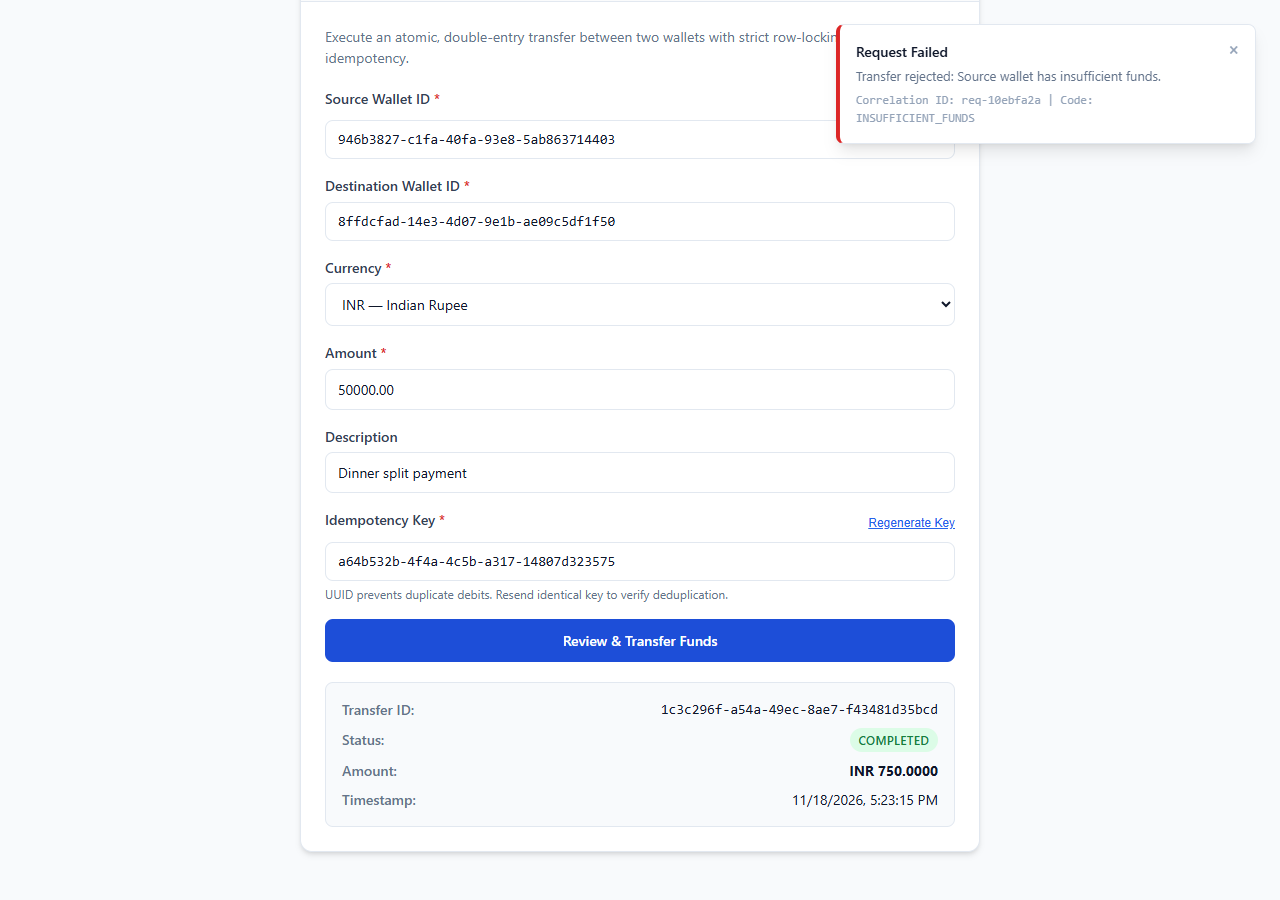 Execute an atomic, double-entry transfer between two wallets with strict
idempotency.
Request Failed
×
Transfer rejected: Source wallet has insufficient funds.
Correlation ID: req-10ebfa2a | Code:
INSUFFICIENT_FUNDS
Source Wallet ID *
946b3827-c1fa-40fa-93e8-5ab863714403
Destination Wallet ID *
8ffdcfad-14e3-4d07-9e1b-ae09c5df1f50
Currency *
INR — Indian Rupee
Amount *
50000.00
Description
Dinner split payment
Idempotency Key *
Regenerate Key
a64b532b-4f4a-4c5b-a317-14807d323575
UUID prevents duplicate debits. Resend identical key to verify deduplication.
Review & Transfer Funds
Transfer ID: 1c3c296f-a54a-49ec-8ae7-f43481d35bcd
Status: COMPLETED
Amount: INR 750.0000
Timestamp: 11/18/2026, 5:23:15 PM